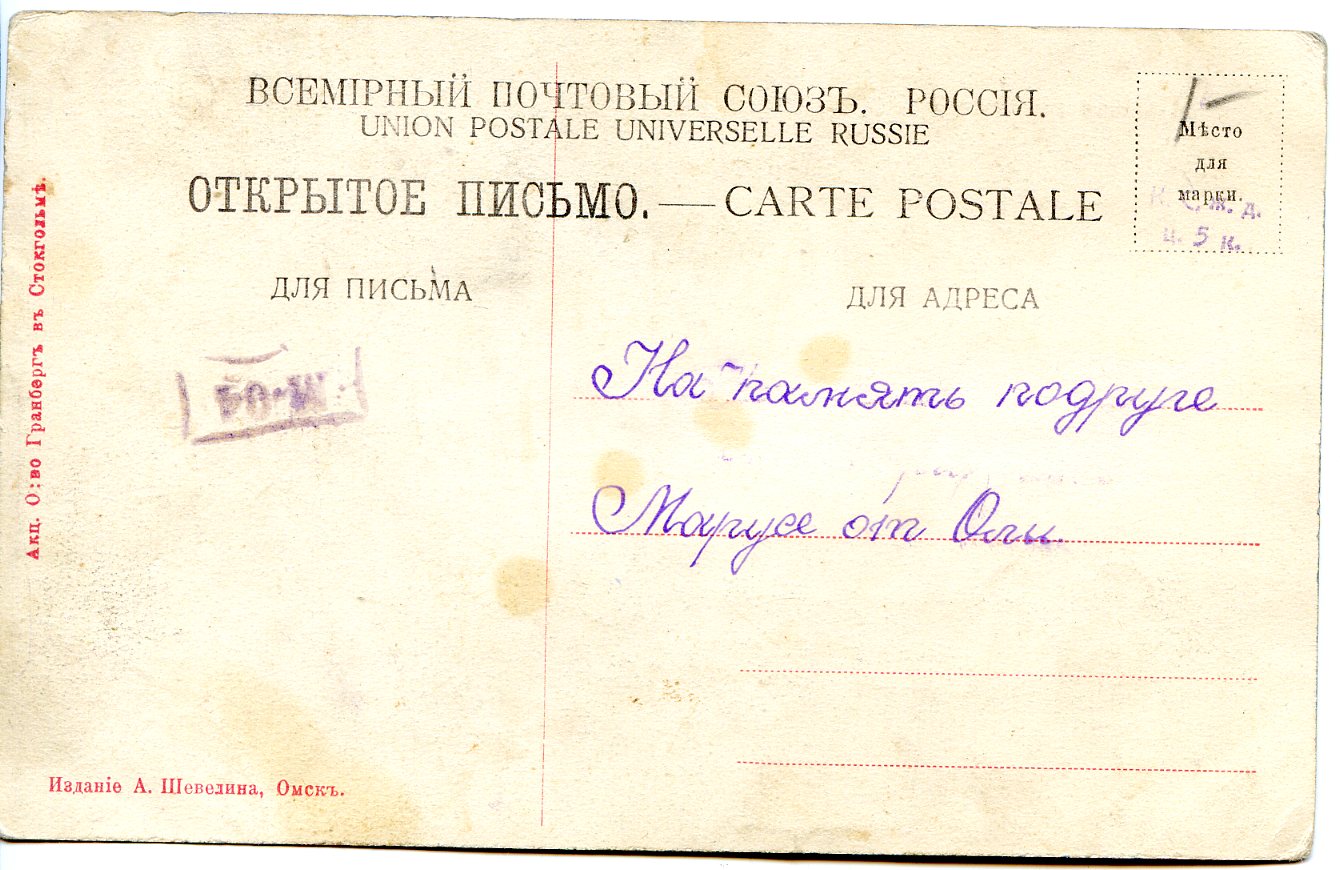 ВСЕМІРНЫЙ ПОЧТОВЫЙ СОЮЗЪ. РОССІЯ.
UNION POSTALE UNIVERSELLE RUSSIE
ОТКРЫТОЕ ПИСЬМО. — CARTE POSTALE
Мѣсто
для
марки.
ж. д.
ц. 5 к.
ДЛЯ ПИСЬМА
ДЛЯ АДРЕСА
На память подруге
Марусе от Оли.
Акц. О:во Гранбергъ въ Стокгольмѣ.
Изданіе А. Шевелина, Омскъ.